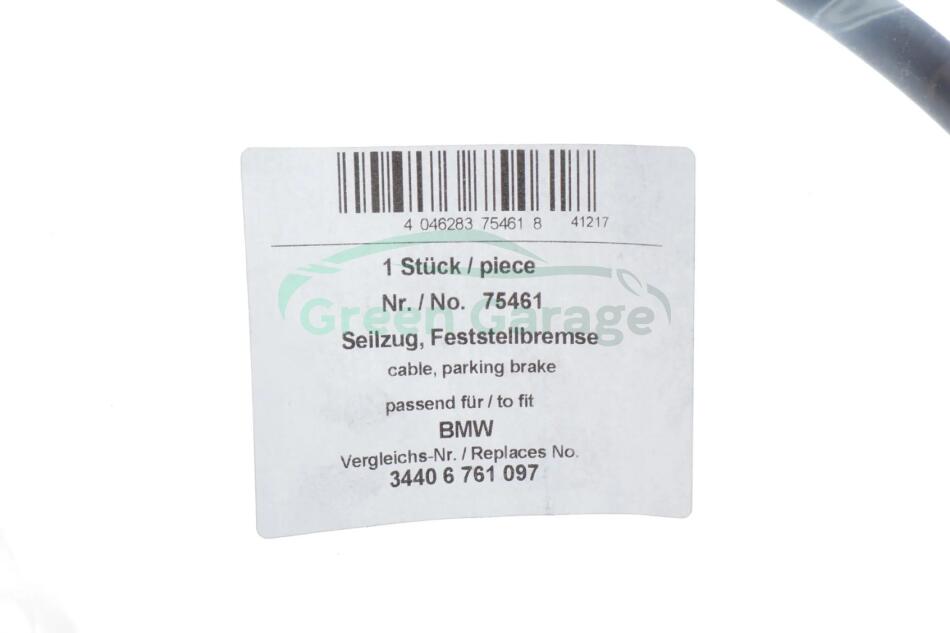 4 046283 75461 8 41217
1 Stück / piece
Nr. / No. 75461
Green Garage
Seilzug, Feststellbremse
cable, parking brake
passend für / to fit
BMW
Vergleichs-Nr. / Replaces No.
3440 6 761 097